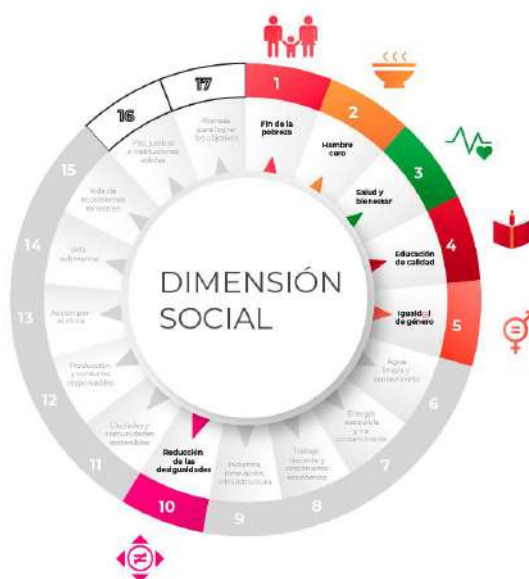 DIMENSIÓN
SOCIAL
1
Fin de la
pobreza
2
Hambre
cero
3
Salud y
bienestar
4
Educación
de calidad
5
Igualdad
de género
6
Agua
limpia y
saneamiento
7
Energía
asequible
y no
contaminante
8
Trabajo
decente y
crecimiento
económico
9
Industria,
innovación,
infraestructura
10
Reducción
de las
desigualdades
11
Ciudades y
comunidades
sostenibles
12
Producción
y consumo
responsables
13
Acción por
el clima
14
Vida
submarina
15
Vida de
ecosistemas
terrestres
16
Paz, justicia
e instituciones
sólidas
17
Alianzas
para lograr
los objetivos